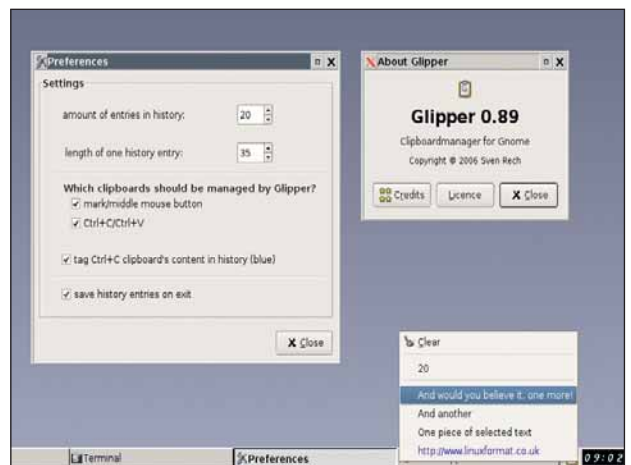 Preferences
Settings
amount of entries in history: 20
length of one history entry: 35
Which clipboards should be managed by Glipper?
mark/middle mouse button
Ctrl+C/Ctrl+V
tag Ctrl+C clipboard's content in history (blue)
save history entries on exit
Close
About Glipper
Glipper 0.89
Clipboardmanager for Gnome
Copyright © 2006 Sven Rech
Credits Licence Close
Clear
20
And would you believe it, one more!
And another
One piece of selected text
http://www.linuxformat.co.uk
Terminal Preferences 09:02